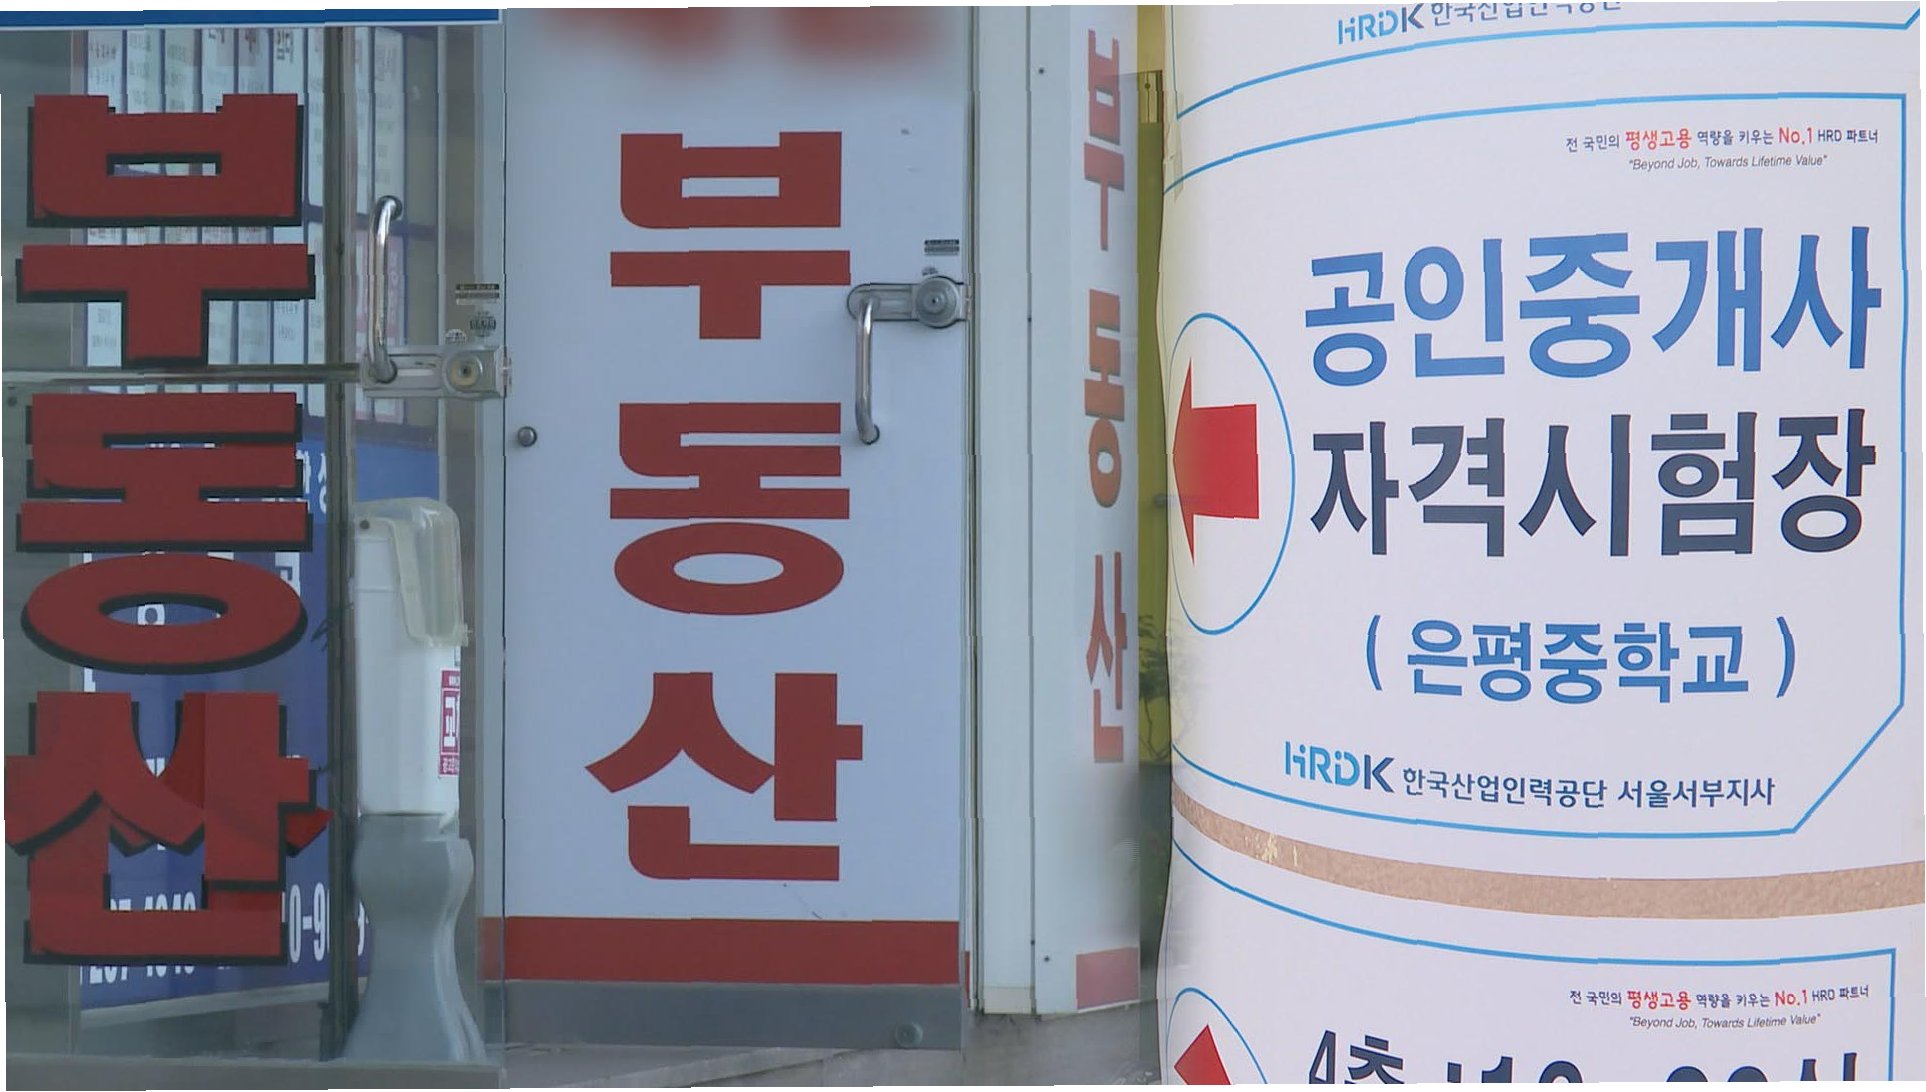 부동산
부동산
부동산
HRDK 한국산업인력공단
전 국민의 평생고용 역량을 키우는 No.1 HRD 파트너
"Beyond Job, Towards Lifetime Value"
공인중개사
자격시험장
( 은평중학교 )
HRDK 한국산업인력공단 서울서부지사
전 국민의 평생고용 역량을 키우는 No.1 HRD 파트너
"Beyond Job, Towards Lifetime Value"